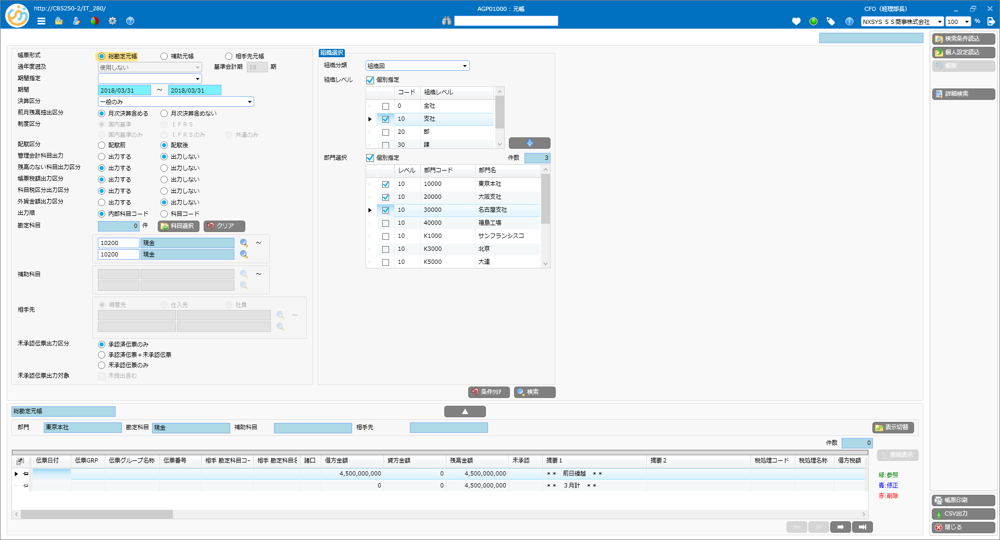 http://C85250-2/IT_280/
AGP01000：元帳
CFO（経理部長）
NXSYS ＳＳ商事株式会社
100 %
検索条件読込
個人設定読込
解除
詳細検索
帳票形式 総勘定元帳 補助元帳 相手先元帳
過年度遡及 使用しない 基準会計期 19 期
期間指定
期間 2018/03/31 ～ 2018/03/31
決算区分 一般のみ
前月残高抽出区分 月次決算含める 月次決算含めない
制度区分 国内基準 ＩＦＲＳ
国内基準のみ ＩＦＲＳのみ 共通のみ
配賦区分 配賦前 配賦後
管理会計科目出力 出力する 出力しない
残高のない科目出力区分 出力する 出力しない
帳票税額出力区分 出力する 出力しない
科目税区分出力区分 出力する 出力しない
外貨金額出力区分 出力する 出力しない
出力順 内部科目コード 科目コード
勘定科目 0 件 科目選択 クリア
10200 現金 ～
10200 現金
補助科目 ～
相手先 得意先 仕入先 社員
～
未承認伝票出力区分 承認済伝票のみ
承認済伝票＋未承認伝票
未承認伝票のみ
未承認伝票出力対象 未提出含む
組織選択
組織分類 組織図
組織レベル 個別指定
コード 組織レベル
0 全社
10 支社
20 部
30 課
部門選択 個別指定 件数 3
レベル 部門コード 部門名
10 10000 東京本社
10 20000 大阪支社
10 30000 名古屋支社
10 40000 福島工場
10 K1000 サンフランシスコ
10 K3000 北京
10 K5000 大連
条件ｸﾘｱ 検索
総勘定元帳
部門 東京本社 勘定科目 現金 補助科目 相手先 表示切替
件数 0
伝票日付 伝票GRP 伝票グループ名称 伝票番号 相手 勘定科目コー 相手 勘定科目名 諸口 借方金額 貸方金額 残高金額 未承認 摘要１ 摘要２ 税処理コード 税処理名称 借方税額
4,500,000,000 0 4,500,000,000 ＊＊ 前日繰越 ＊＊
0 0 4,500,000,000 ＊＊ ３月計 ＊＊
明細表示
緑:参照
青:修正
赤:削除
帳票印刷
CSV出力
閉じる